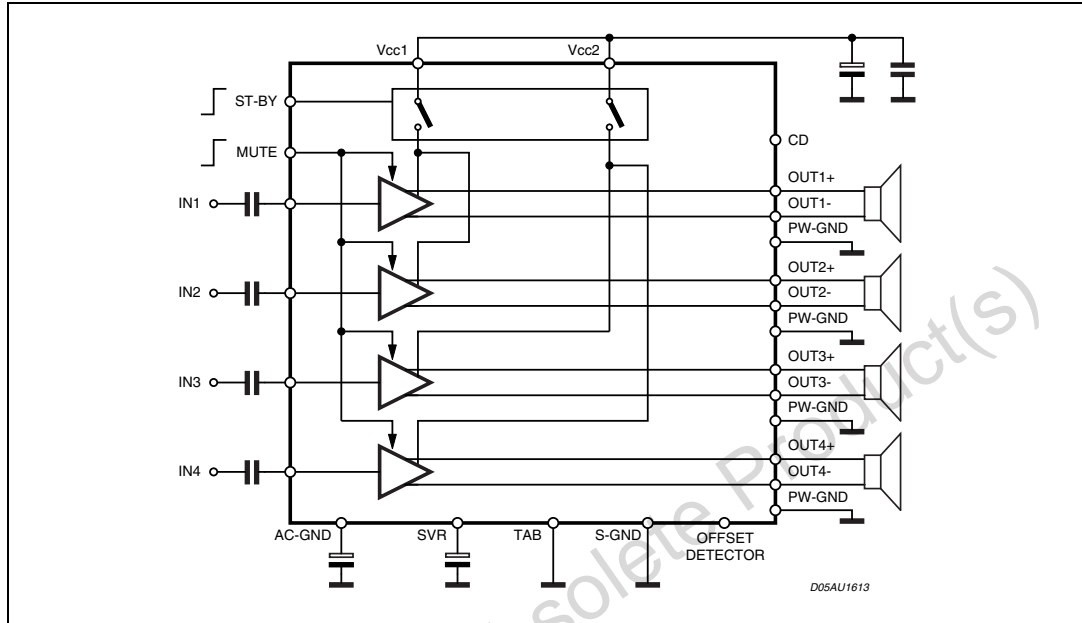 Vcc1
Vcc2
ST-BY
MUTE
CD
OUT1+
IN1
OUT1-
PW-GND
OUT2+
IN2
OUT2-
PW-GND
OUT3+
IN3
OUT3-
PW-GND
OUT4+
IN4
OUT4-
PW-GND
AC-GND
SVR
TAB
S-GND
OFFSET
DETECTOR
D05AU1613
solete Product(s)